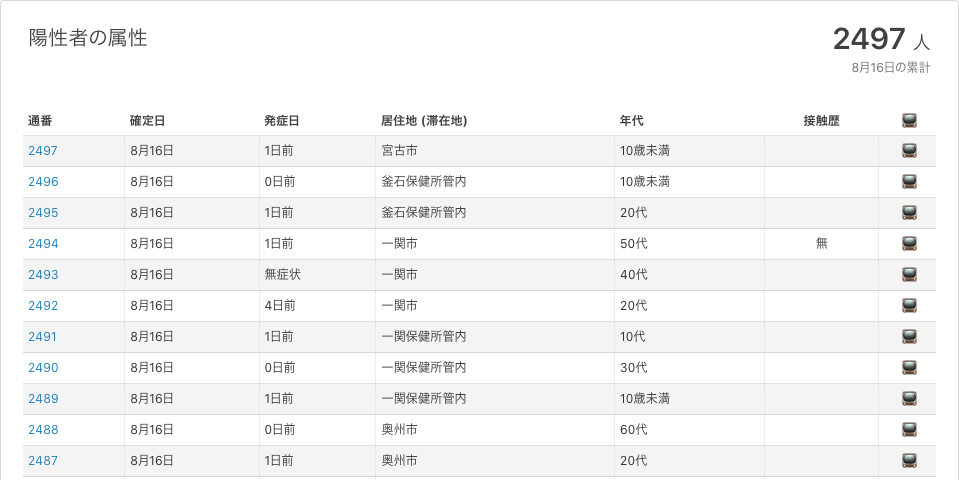 陽性者の属性
2497 人
8月16日の累計
通番 確定日 発症日 居住地 (滞在地) 年代 接触歴
2497 8月16日 1日前 宮古市 10歳未満
2496 8月16日 0日前 釜石保健所管内 10歳未満
2495 8月16日 1日前 釜石保健所管内 20代
2494 8月16日 1日前 一関市 50代 無
2493 8月16日 無症状 一関市 40代
2492 8月16日 4日前 一関市 20代
2491 8月16日 1日前 一関保健所管内 10代
2490 8月16日 0日前 一関保健所管内 30代
2489 8月16日 1日前 一関保健所管内 10歳未満
2488 8月16日 0日前 奥州市 60代
2487 8月16日 1日前 奥州市 20代